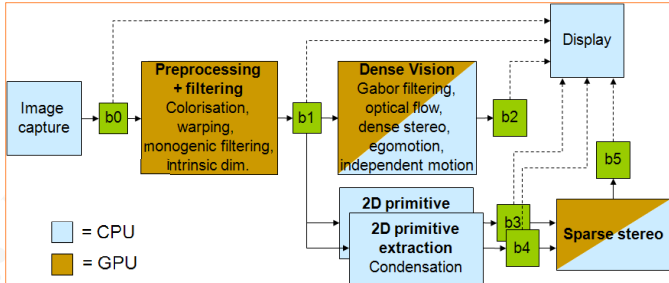 Display
Preprocessing
+ filtering
Colorisation,
warping,
monogenic filtering,
intrinsic dim.
Dense Vision
Gabor filtering,
optical flow,
dense stereo,
egomotion,
independent motion
Image
capture
b0
b1
b2
b5
2D primitive
2D primitive
extraction
Condensation
b3
b4
Sparse stereo
= CPU
= GPU